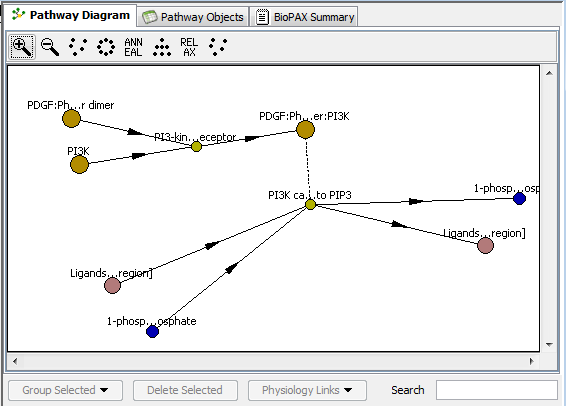 Pathway Diagram
Pathway Objects
BioPAX Summary
ANN
EAL
REL
AX
PDGF:Ph...r dimer
PDGF:Ph...er:PI3K
PI3-kin...eceptor
PI3K
PI3K ca...to PIP3
1-phosp...osp
Ligands...region]
Ligands...region]
1-phosp...osphate
Group Selected
Delete Selected
Physiology Links
Search